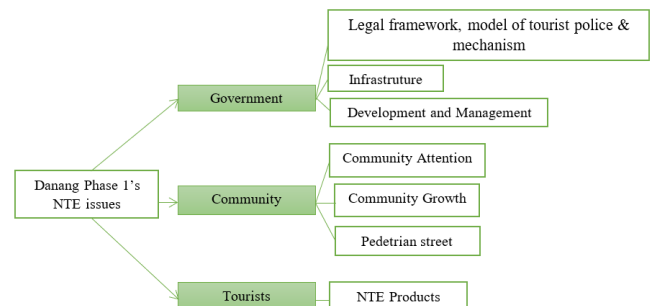 Legal framework, model of tourist police &
mechanism
Government
Infrastruture
Development and Management
Community Attention
Danang Phase 1's
NTE issues
Community
Community Growth
Pedetrian street
Tourists
NTE Products